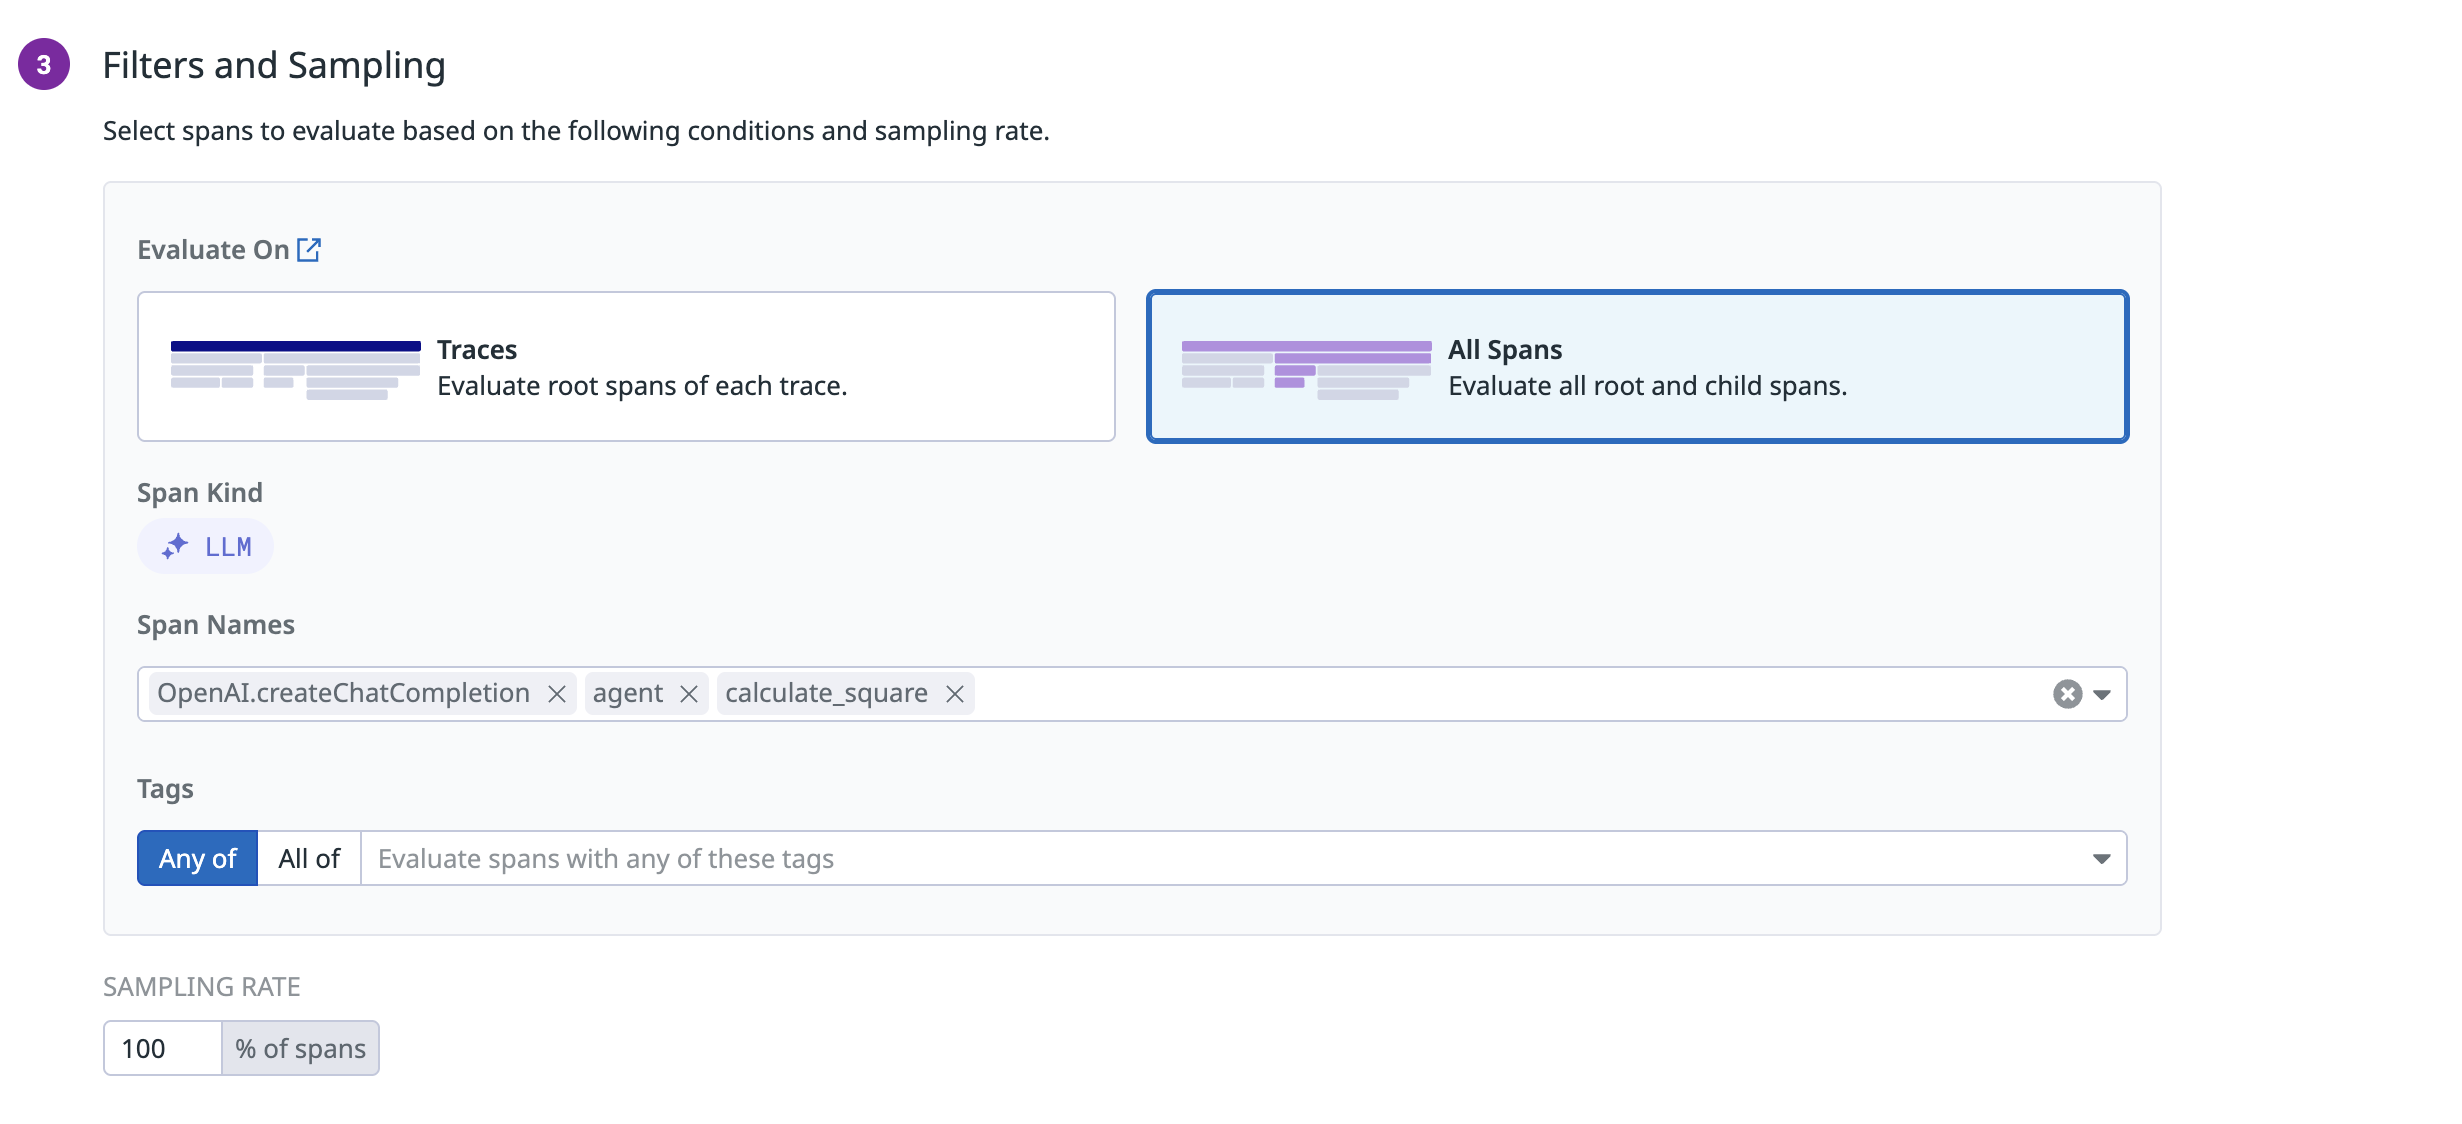 3
Filters and Sampling
Select spans to evaluate based on the following conditions and sampling rate.
Evaluate On
Traces
Evaluate root spans of each trace.
All Spans
Evaluate all root and child spans.
Span Kind
LLM
Span Names
OpenAI.createChatCompletion agent calculate_square
Tags
Any of All of Evaluate spans with any of these tags
SAMPLING RATE
100 % of spans